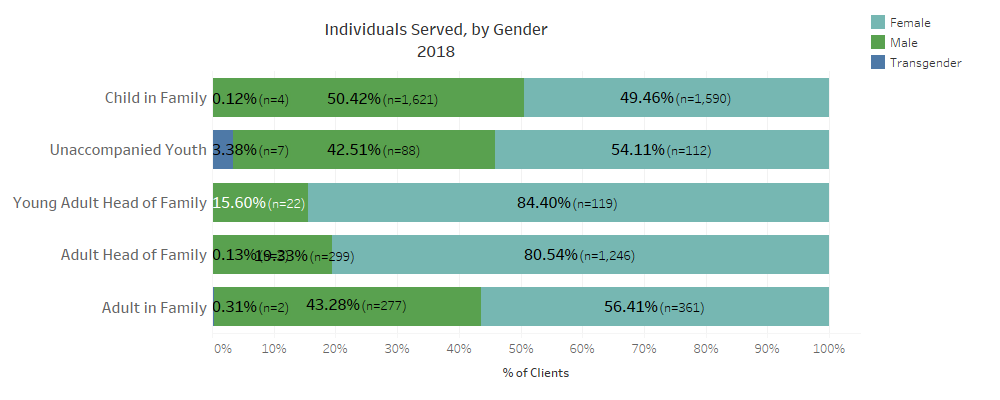 Individuals Served, by Gender
2018
Female
Male
Transgender
Child in Family 0.12% (n=4) 50.42% (n=1,621) 49.46% (n=1,590)
Unaccompanied Youth 3.38% (n=7) 42.51% (n=88) 54.11% (n=112)
Young Adult Head of Family 15.60% (n=22) 84.40% (n=119)
Adult Head of Family 0.13% 19.33% (n=299) 80.54% (n=1,246)
Adult in Family 0.31% (n=2) 43.28% (n=277) 56.41% (n=361)
0% 10% 20% 30% 40% 50% 60% 70% 80% 90% 100%
% of Clients